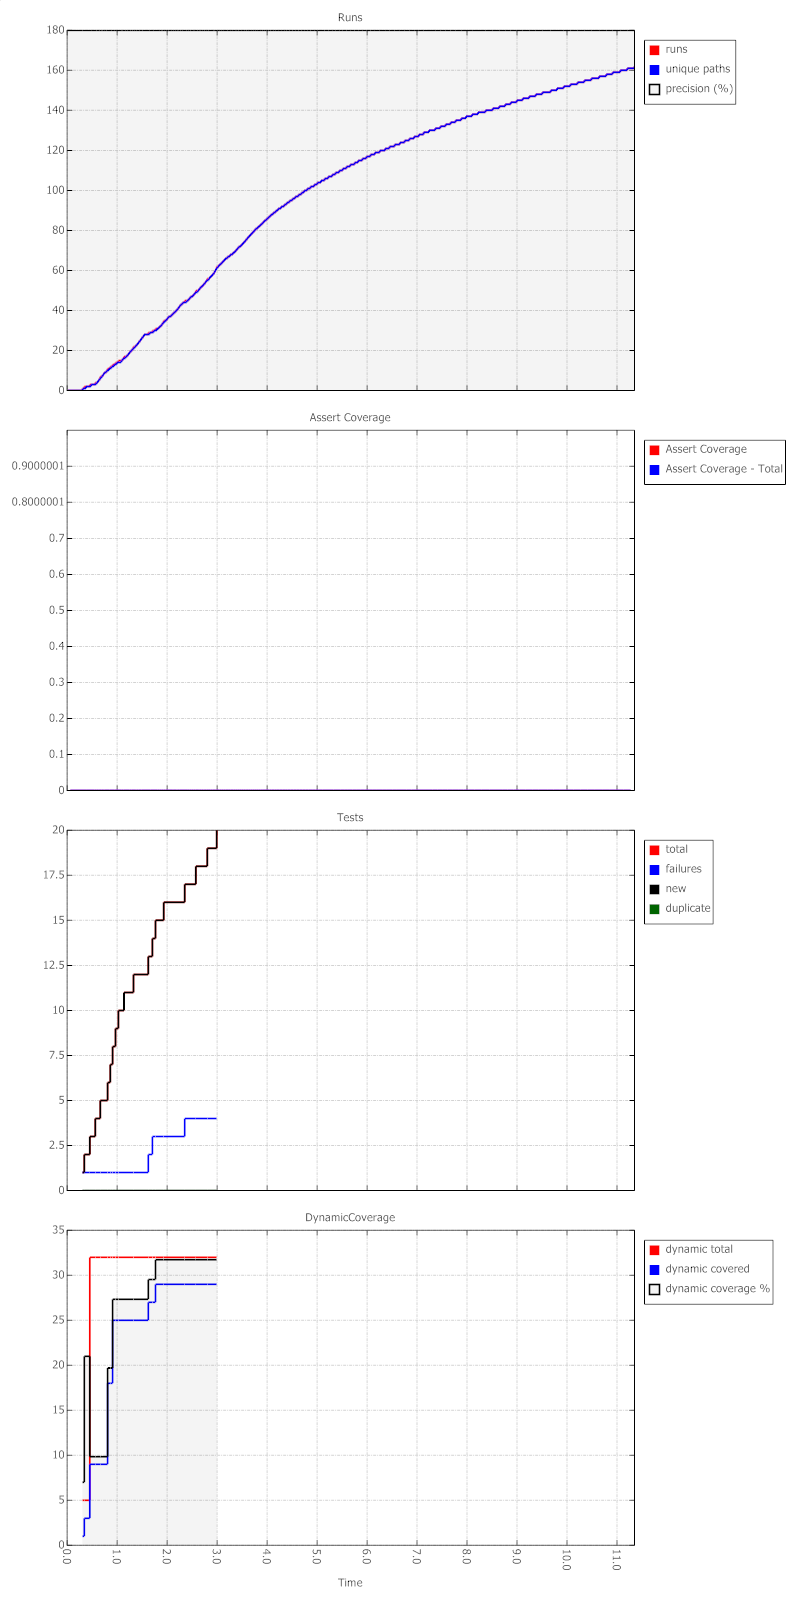 Runs
180
160
140
120
100
80
60
40
20
0
runs
unique paths
precision (%)
Assert Coverage
0.9000001
0.8000001
0.7
0.6
0.5
0.4
0.3
0.2
0.1
0
Assert Coverage
Assert Coverage - Total
Tests
20
17.5
15
12.5
10
7.5
5
2.5
0
total
failures
new
duplicate
DynamicCoverage
35
30
25
20
15
10
5
0
dynamic total
dynamic covered
dynamic coverage %
0.0
1.0
2.0
3.0
4.0
5.0
6.0
7.0
8.0
9.0
10.0
11.0
Time